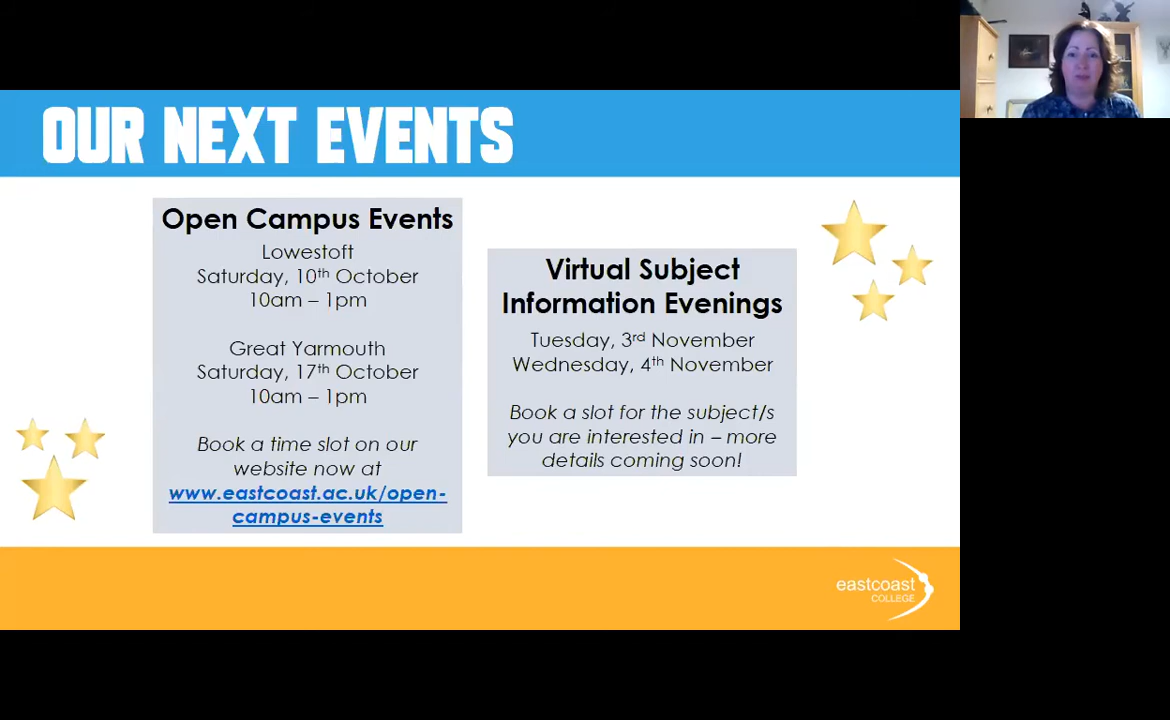 OUR NEXT EVENTS
Open Campus Events
Lowestoft
Saturday, 10th October
10am – 1pm
Great Yarmouth
Saturday, 17th October
10am – 1pm
Book a time slot on our
website now at
www.eastcoast.ac.uk/open-
campus-events
Virtual Subject
Information Evenings
Tuesday, 3rd November
Wednesday, 4th November
Book a slot for the subject/s
you are interested in – more
details coming soon!
eastcoast
COLLEGE